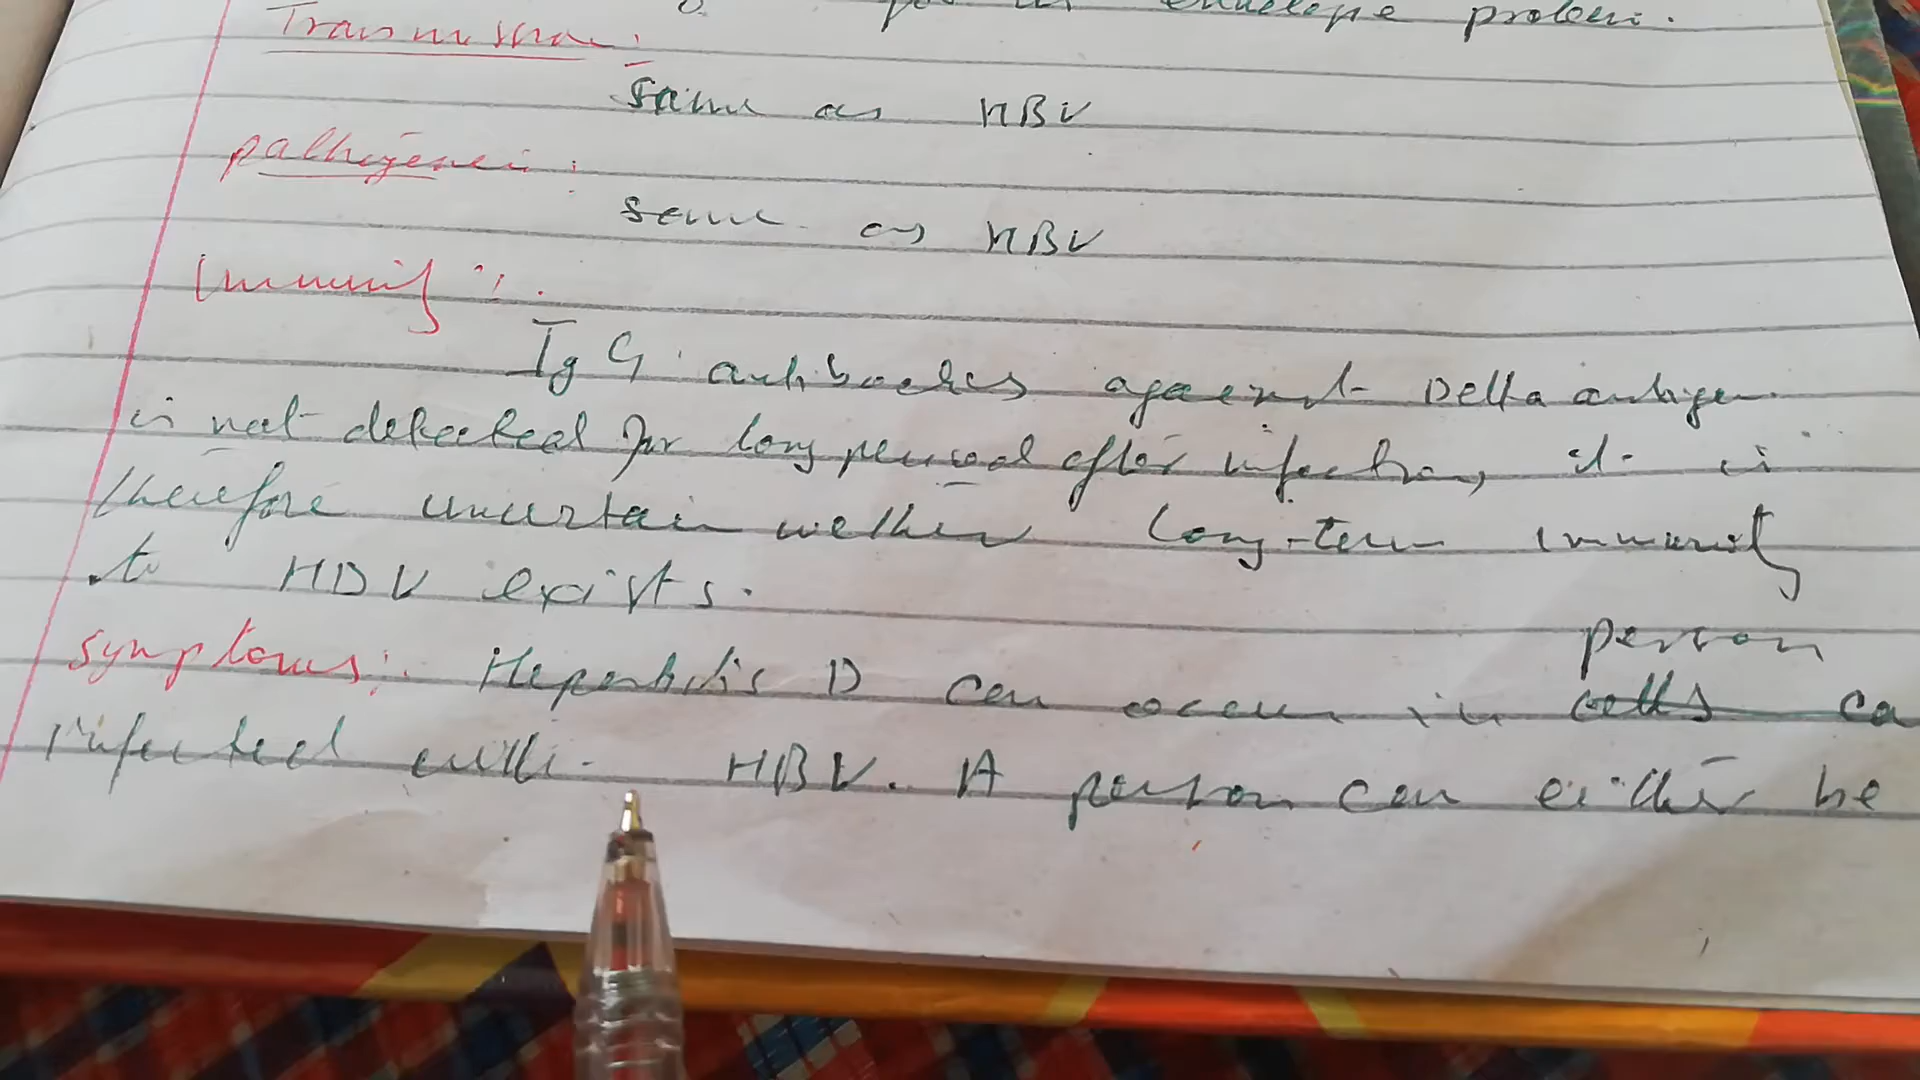 envelope protein.
Transmission:
Same as HBV
pathogenesis:
Same as HBV
Immunity:
IgG antibodies against Delta antigen
is not detected for long period after infection, it is
therefore uncertain wether long-term immunity
to HDV exists.
person
symptoms: Hepatitis D can occur in cells ca
infected with HBV. A person can either be